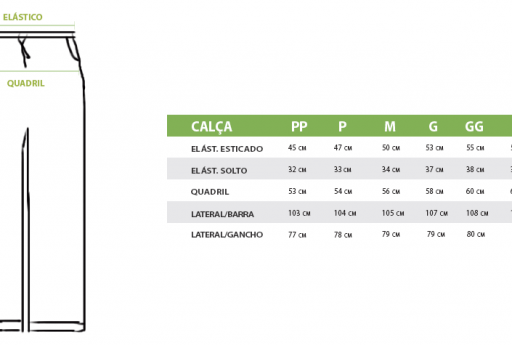 ELÁSTICO
QUADRIL
CALÇA PP P M G GG
ELÁST. ESTICADO 45 CM 47 CM 50 CM 53 CM 55 CM
ELÁST. SOLTO 32 CM 33 CM 34 CM 37 CM 38 CM
QUADRIL 53 CM 54 CM 56 CM 58 CM 60 CM
LATERAL/BARRA 103 CM 104 CM 105 CM 107 CM 108 CM
LATERAL/GANCHO 77 CM 78 CM 79 CM 79 CM 80 CM